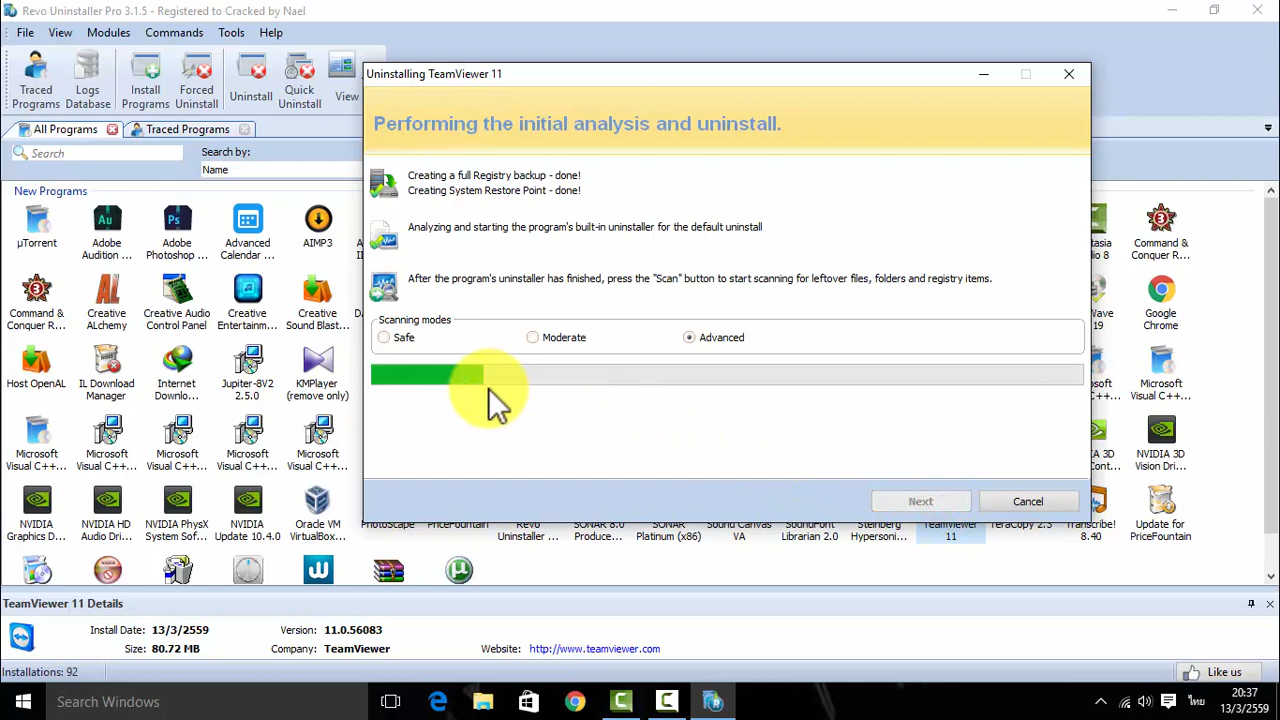 Revo Uninstaller Pro 3.1.5 - Registered to Cracked by Nael
File View Modules Commands Tools Help
Traced Programs
Logs Database
Install Programs
Forced Uninstall
Uninstall
Quick Uninstall
View
All Programs
Traced Programs
Search
Search by:
Name
Uninstalling TeamViewer 11
Performing the initial analysis and uninstall.
Creating a full Registry backup - done!
Creating System Restore Point - done!
Analyzing and starting the program's built-in uninstaller for the default uninstall
After the program's uninstaller has finished, press the "Scan" button to start scanning for leftover files, folders and registry items.
Scanning modes
Safe Moderate Advanced
Next Cancel
New Programs
µTorrent
Adobe Audition ...
Adobe Photoshop ...
Advanced Calendar ...
AIMP3
Command & Conquer R...
Command & Conquer R...
Creative ALchemy
Creative Audio Control Panel
Creative Entertainm...
Creative Sound Blast...
Google Chrome
Host OpenAL
IL Download Manager
Internet Downlo...
Jupiter-8V2 2.5.0
KMPlayer (remove only)
Microsoft Visual C++...
Microsoft Visual C++...
Microsoft Visual C++...
Microsoft Visual C++...
Microsoft Visual C++...
Microsoft Visual C++...
NVIDIA 3D Vision Dri...
NVIDIA Graphics D...
NVIDIA HD Audio Driv...
NVIDIA PhysX System Sof...
NVIDIA Update 10.4.0
Oracle VM VirtualBox...
PhotoScape
PriceFountain
Revo Uninstaller ...
SONAR 8.0 Produce...
SONAR Platinum (x86)
Sound Canvas VA
SoundFont Librarian 2.0
Steinberg Hypersoni...
TeamViewer 11
TeraCopy 2.3
Transcribe! 8.40
Update for PriceFountain
TeamViewer 11 Details
Install Date: 13/3/2559 Version: 11.0.56083
Size: 80.72 MB Company: TeamViewer Website: http://www.teamviewer.com
Installations: 92
Like us
Search Windows
ไทย
20:37
13/3/2559